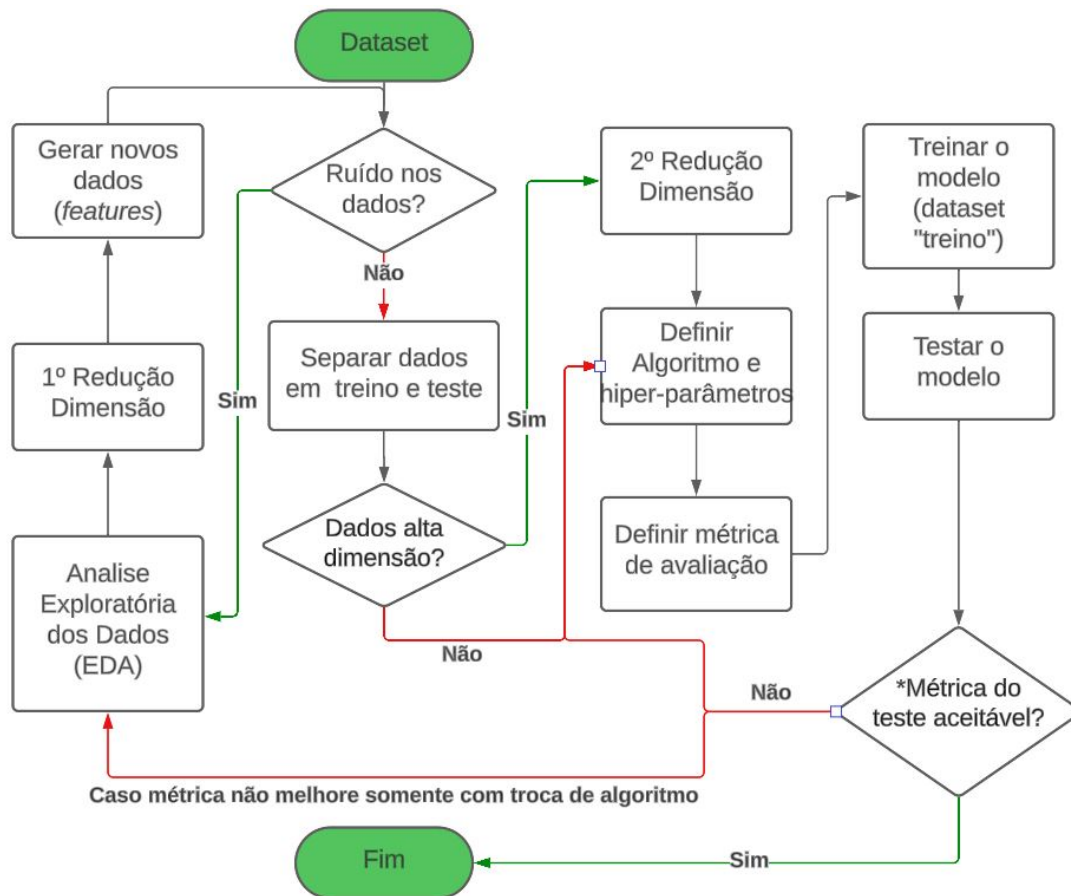 Dataset
Gerar novos
dados
(features)
Ruído nos
dados?
2º Redução
Dimensão
Treinar o
modelo
(dataset
"treino")
Não
Separar dados
em treino e teste
Definir
Algoritmo e
hiper-parâmetros
Testar o
modelo
1º Redução
Dimensão
Sim
Sim
Dados alta
dimensão?
Definir métrica
de avaliação
Analise
Exploratória
dos Dados
(EDA)
Não
Não
*Métrica do
teste aceitável?
Caso métrica não melhore somente com troca de algoritmo
Fim
Sim